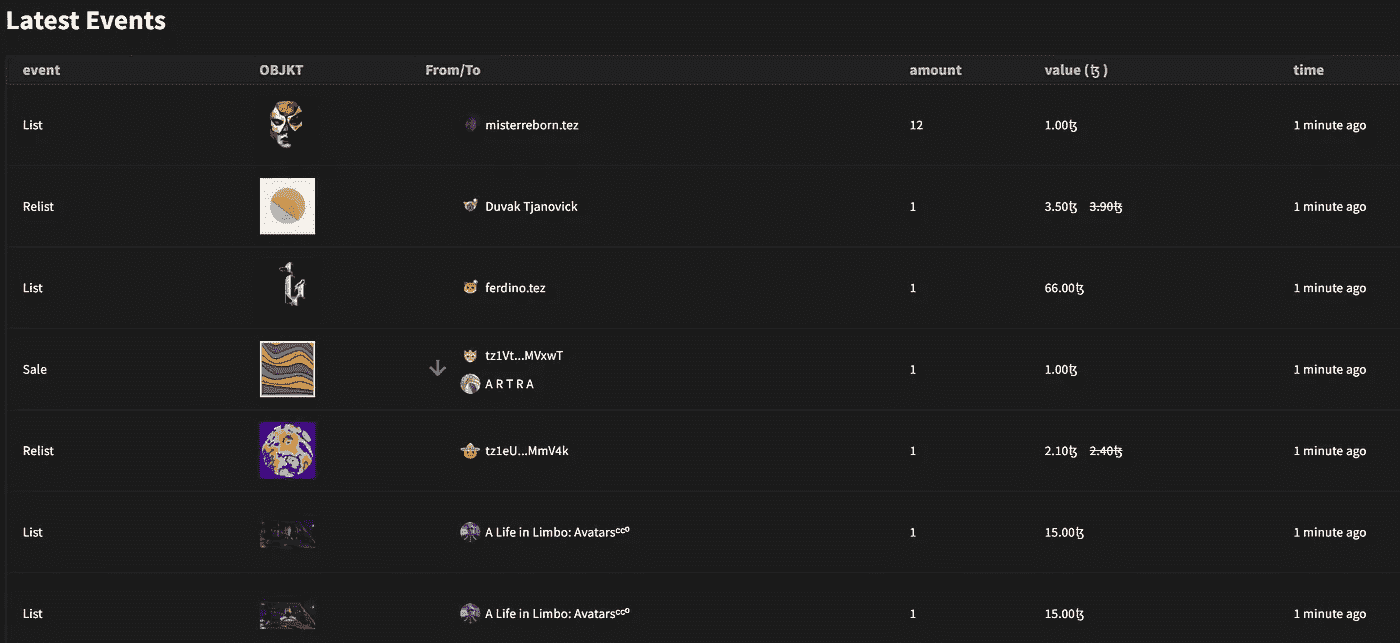 Latest Events
event OBJKT From/To amount value (ꜩ) time
List misterreborn.tez 12 1.00ꜩ 1 minute ago
Relist Duvak Tjanovick 1 3.50ꜩ 3.90ꜩ 1 minute ago
List ferdino.tez 1 66.00ꜩ 1 minute ago
Sale tz1Vt...MVxwT 1 1.00ꜩ 1 minute ago
A R T R A
Relist tz1eU...MmV4k 1 2.10ꜩ 2.40ꜩ 1 minute ago
List A Life in Limbo: Avatarsᶜᶜ⁰ 1 15.00ꜩ 1 minute ago
List A Life in Limbo: Avatarsᶜᶜ⁰ 1 15.00ꜩ 1 minute ago